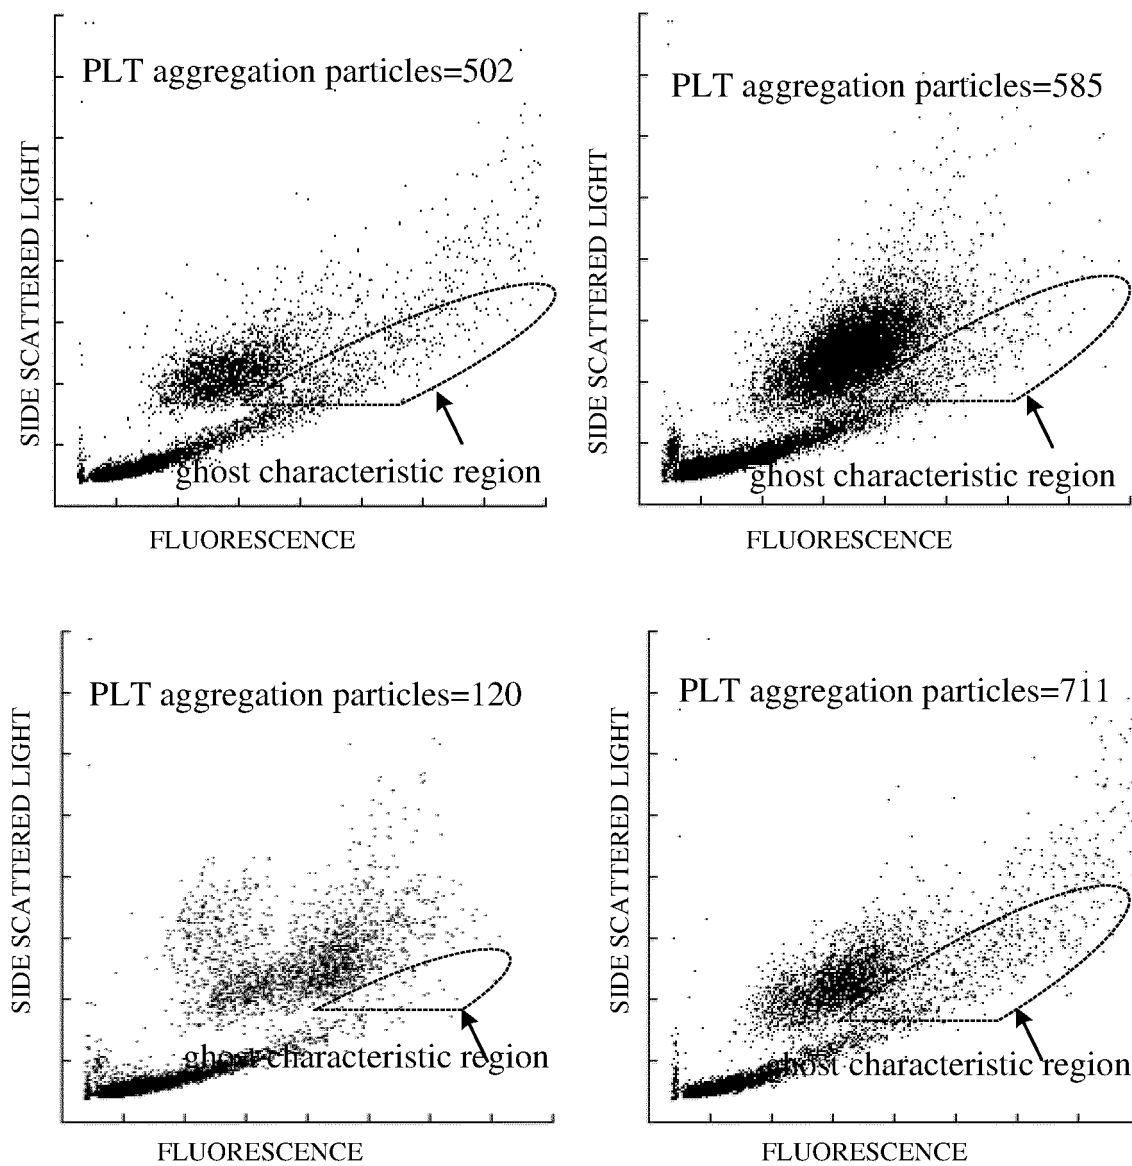 PLT aggregation particles=502
SIDE SCATTERED LIGHT
ghost characteristic region
FLUORESCENCE
PLT aggregation particles=585
SIDE SCATTERED LIGHT
ghost characteristic region
FLUORESCENCE
PLT aggregation particles=120
SIDE SCATTERED LIGHT
ghost characteristic region
FLUORESCENCE
PLT aggregation particles=711
SIDE SCATTERED LIGHT
ghost characteristic region
FLUORESCENCE